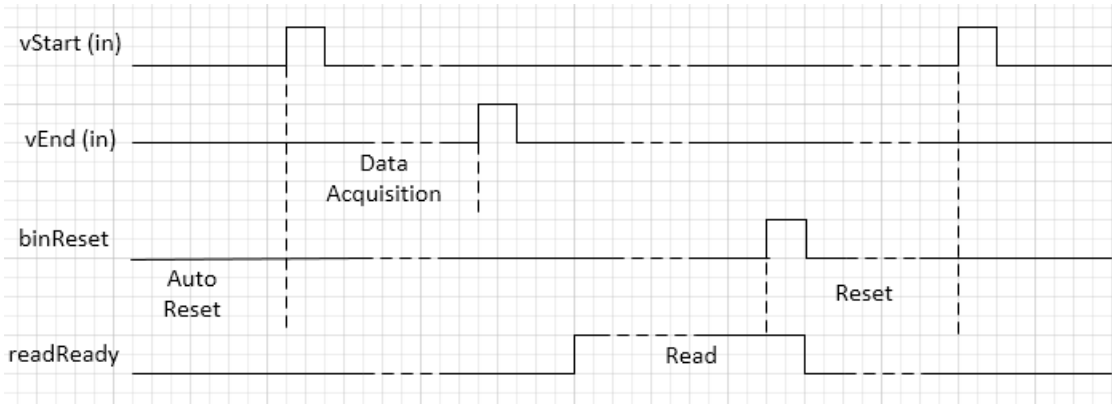 vStart (in)
vEnd (in)
Data
Acquisition
binReset
Auto
Reset
Reset
readReady
Read